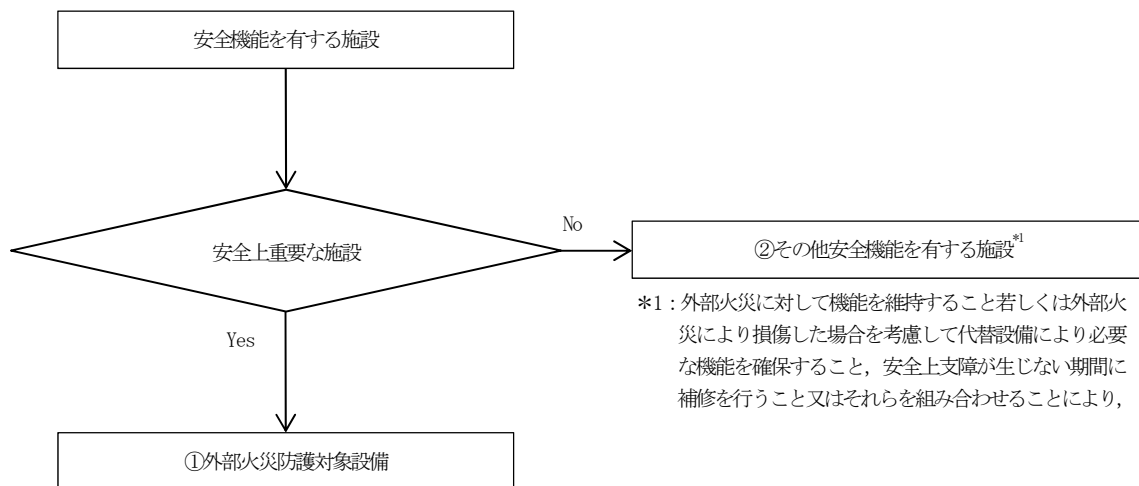 安全機能を有する施設
安全上重要な施設
No
②その他安全機能を有する施設*1
*1：外部火災に対して機能を維持すること若しくは外部火
災により損傷した場合を考慮して代替設備により必要
な機能を確保すること，安全上支障が生じない期間に
補修を行うこと又はそれらを組み合わせることにより，
Yes
①外部火災防護対象設備